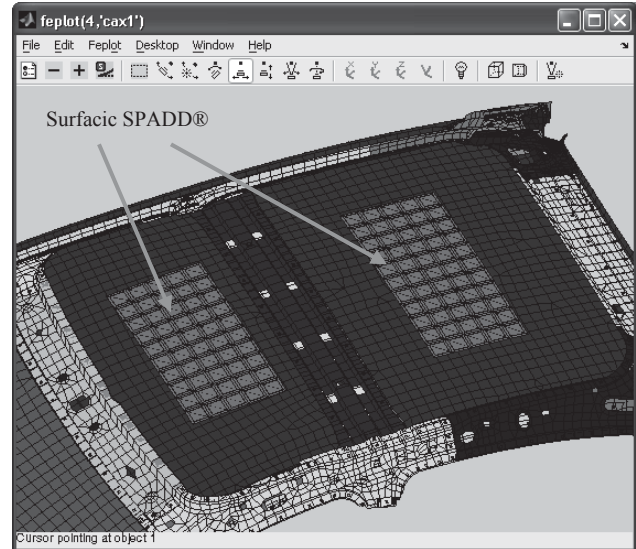 feplot(4,'cax1')
File Edit Feplot Desktop Window Help
Surfacic SPADD®
Cursor pointing at object 1